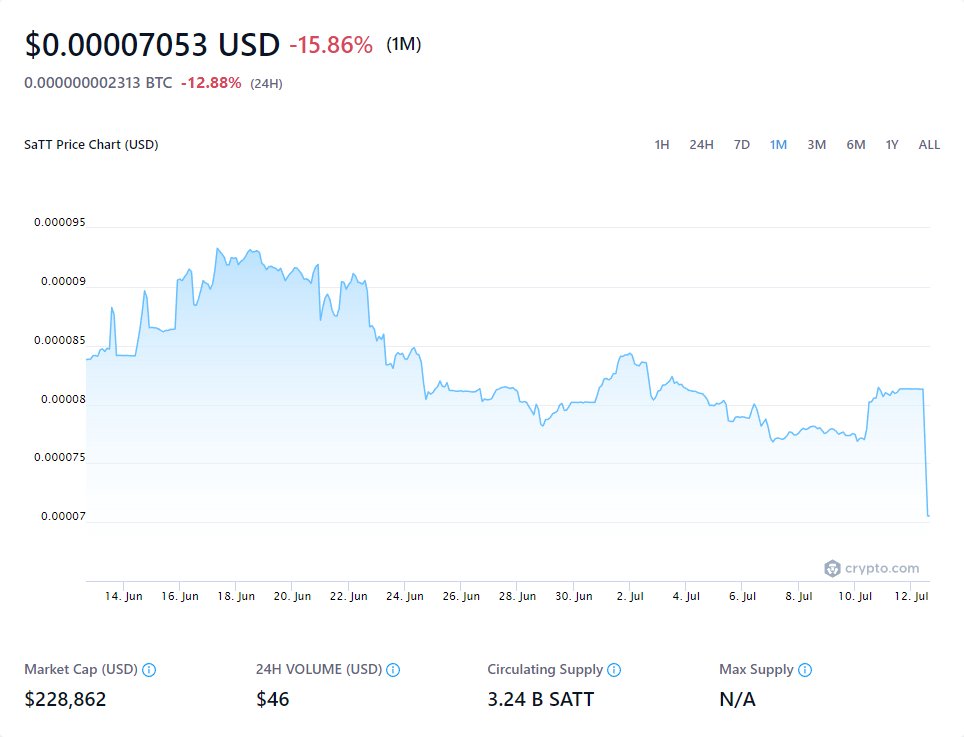 $0.00007053 USD -15.86% (1M)
0.000000002313 BTC -12.88% (24H)
SaTT Price Chart (USD) 1H 24H 7D 1M 3M 6M 1Y ALL
0.000095
0.00009
0.000085
0.00008
0.000075
0.00007
crypto.com
14. Jun 16. Jun 18. Jun 20. Jun 22. Jun 24. Jun 26. Jun 28. Jun 30. Jun 2. Jul 4. Jul 6. Jul 8. Jul 10. Jul 12. Jul
Market Cap (USD) 24H VOLUME (USD) Circulating Supply Max Supply
$228,862 $46 3.24 B SATT N/A